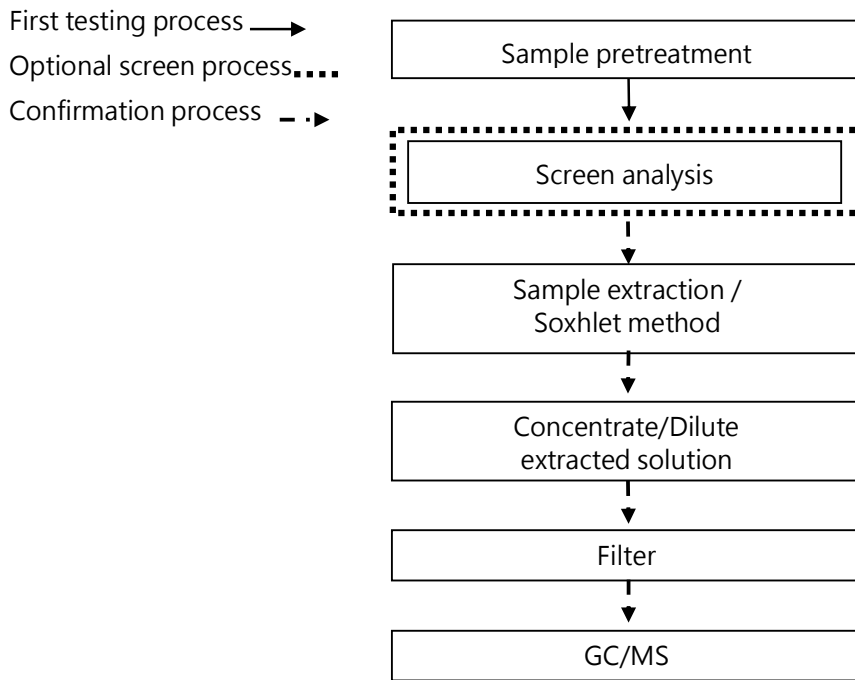 First testing process
Optional screen process
Confirmation process
Sample pretreatment
Screen analysis
Sample extraction /
Soxhlet method
Concentrate/Dilute
extracted solution
Filter
GC/MS